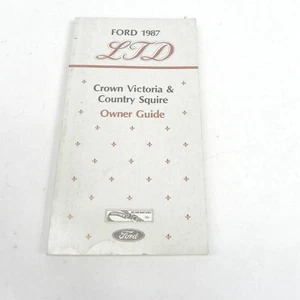 FORD 1987
LTD
Crown Victoria &
Country Squire
Owner Guide
Ford